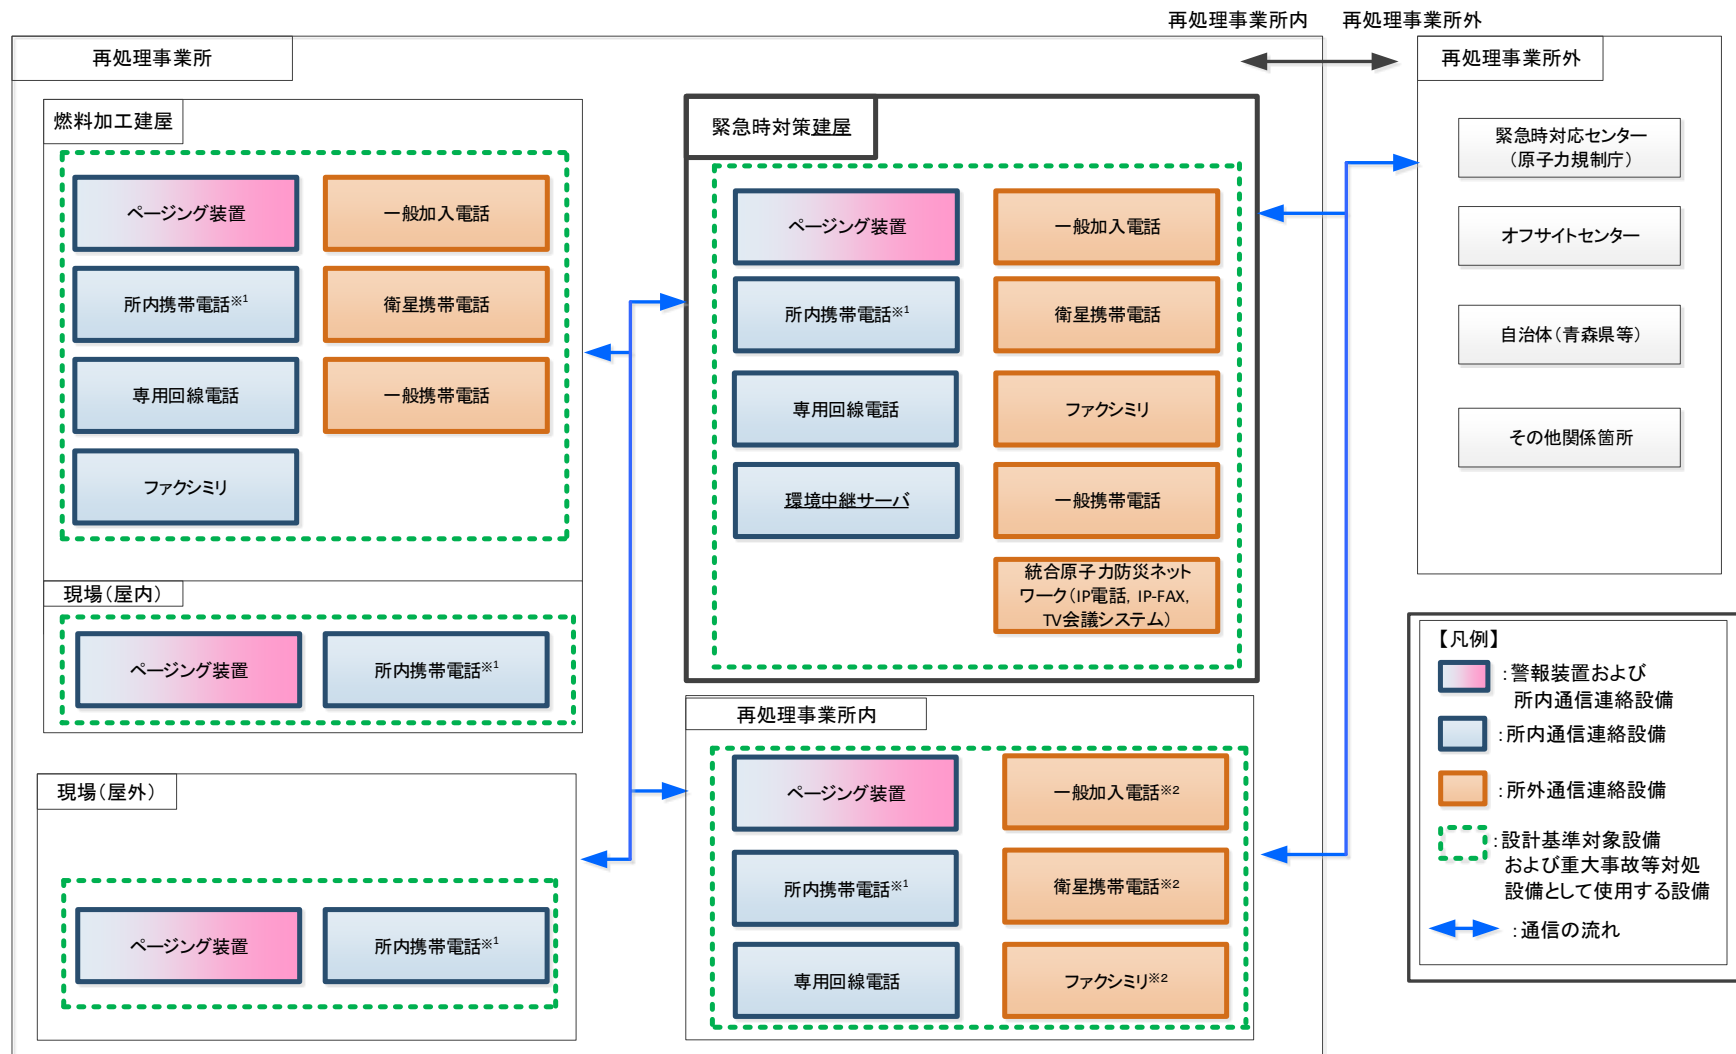 再処理事業所内
再処理事業所外
再処理事業所
燃料加工建屋
ページング装置
一般加入電話
所内携帯電話※1
衛星携帯電話
専用回線電話
一般携帯電話
ファクシミリ
現場（屋内）
ページング装置
所内携帯電話※1
現場（屋外）
ページング装置
所内携帯電話※1
緊急時対策建屋
ページング装置
一般加入電話
所内携帯電話※1
衛星携帯電話
専用回線電話
ファクシミリ
環境中継サーバ
一般携帯電話
統合原子力防災ネット
ワーク（IP電話，IP-FAX，
TV会議システム）
再処理事業所内
ページング装置
一般加入電話※2
所内携帯電話※1
衛星携帯電話※2
専用回線電話
ファクシミリ※2
再処理事業所外
緊急時対応センター
（原子力規制庁）
オフサイトセンター
自治体（青森県等）
その他関係箇所
【凡例】
：警報装置および
所内通信連絡設備
：所内通信連絡設備
：所外通信連絡設備
：設計基準対象設備
および重大事故等対処
設備として使用する設備
：通信の流れ